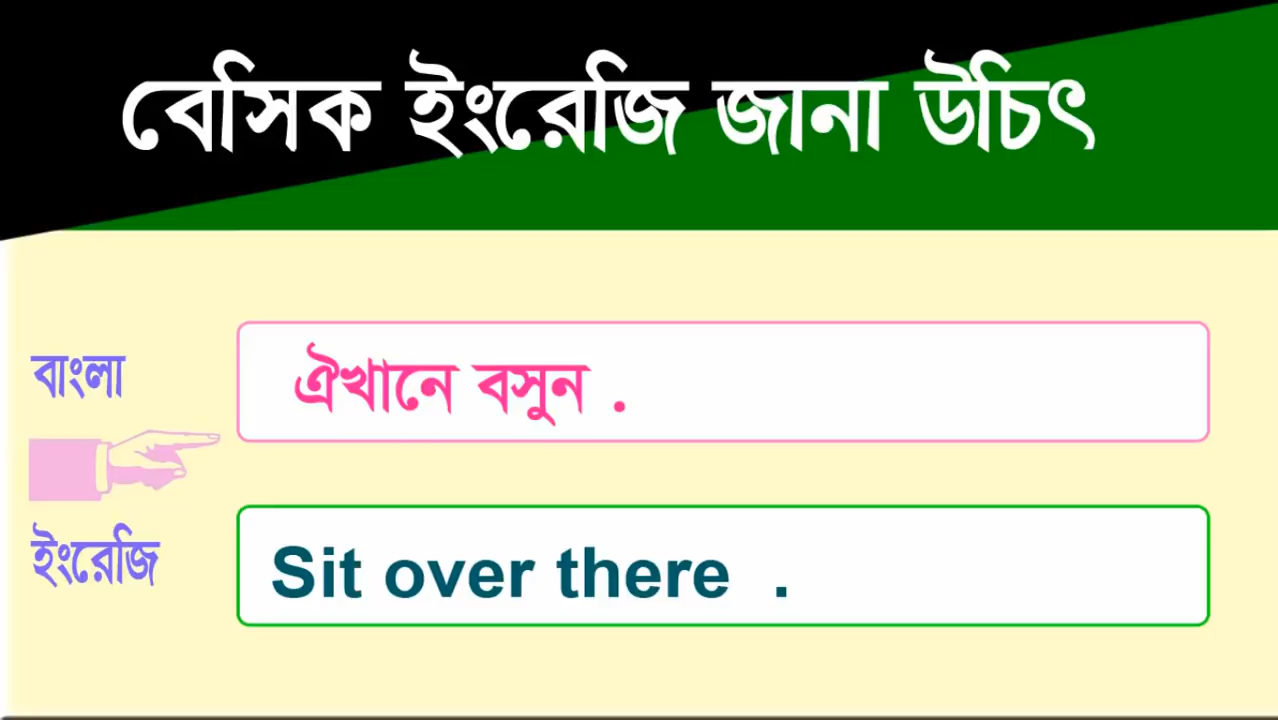 বেসিক ইংরেজি জানা উচিৎ
বাংলা
ঐখানে বসুন .
ইংরেজি
Sit over there .